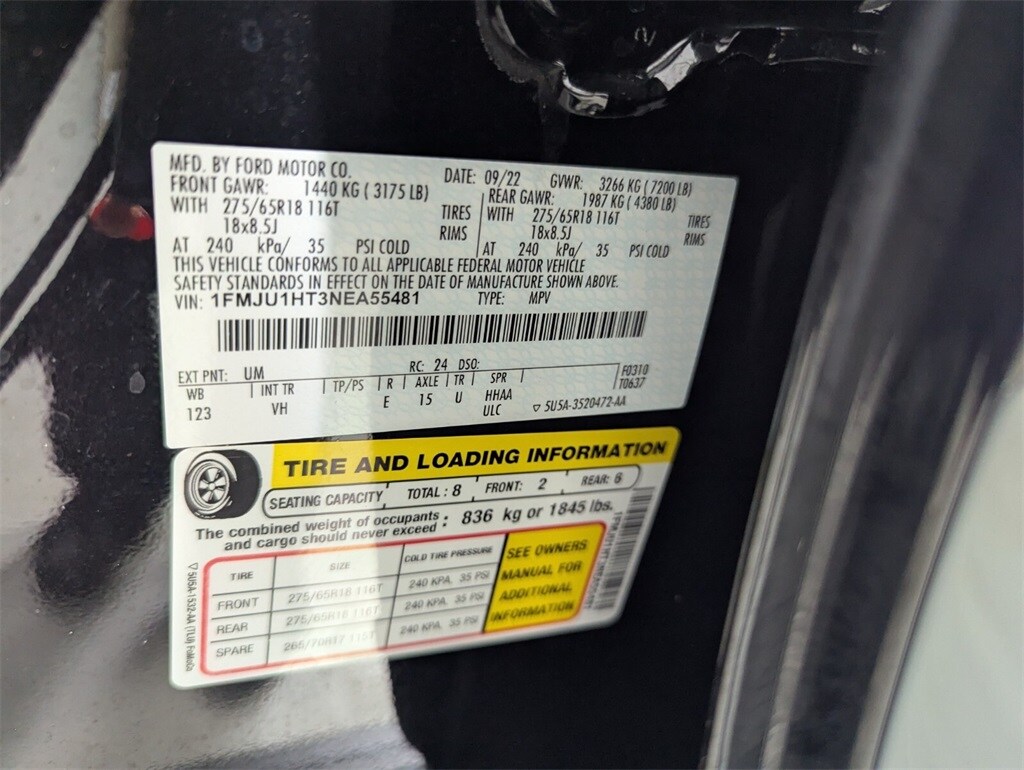 MFD. BY FORD MOTOR CO. DATE: 09/22 GVWR: 3266 KG ( 7200 LB)
FRONT GAWR: 1440 KG ( 3175 LB) REAR GAWR: 1987 KG ( 4380 LB)
WITH 275/65R18 116T TIRES WITH 275/65R18 116T TIRES
18x8.5J RIMS 18x8.5J RIMS
AT 240 kPa/ 35 PSI COLD AT 240 kPa/ 35 PSI COLD
THIS VEHICLE CONFORMS TO ALL APPLICABLE FEDERAL MOTOR VEHICLE
SAFETY STANDARDS IN EFFECT ON THE DATE OF MANUFACTURE SHOWN ABOVE.
VIN: 1FMJU1HT3NEA55481 TYPE: MPV
EXT PNT: UM RC: 24 DSO: F0310
WB INT TR TP/PS R AXLE TR SPR T0637
123 VH E 15 U HHAA
ULC 5U5A-3520472-AA
TIRE AND LOADING INFORMATION
SEATING CAPACITY TOTAL : 8 FRONT: 2 REAR: 6
The combined weight of occupants : 836 kg or 1845 lbs.
and cargo should never exceed
TIRE SIZE COLD TIRE PRESSURE
FRONT 275/65R18 116T 240 KPA, 35 PSI
REAR 275/65R18 116T 240 KPA, 35 PSI
SPARE 265/70R17 115T 240 KPA, 35 PSI
SEE OWNERS
MANUAL FOR
ADDITIONAL
INFORMATION
5U5A-1532-AA (TLU) FoMoCo